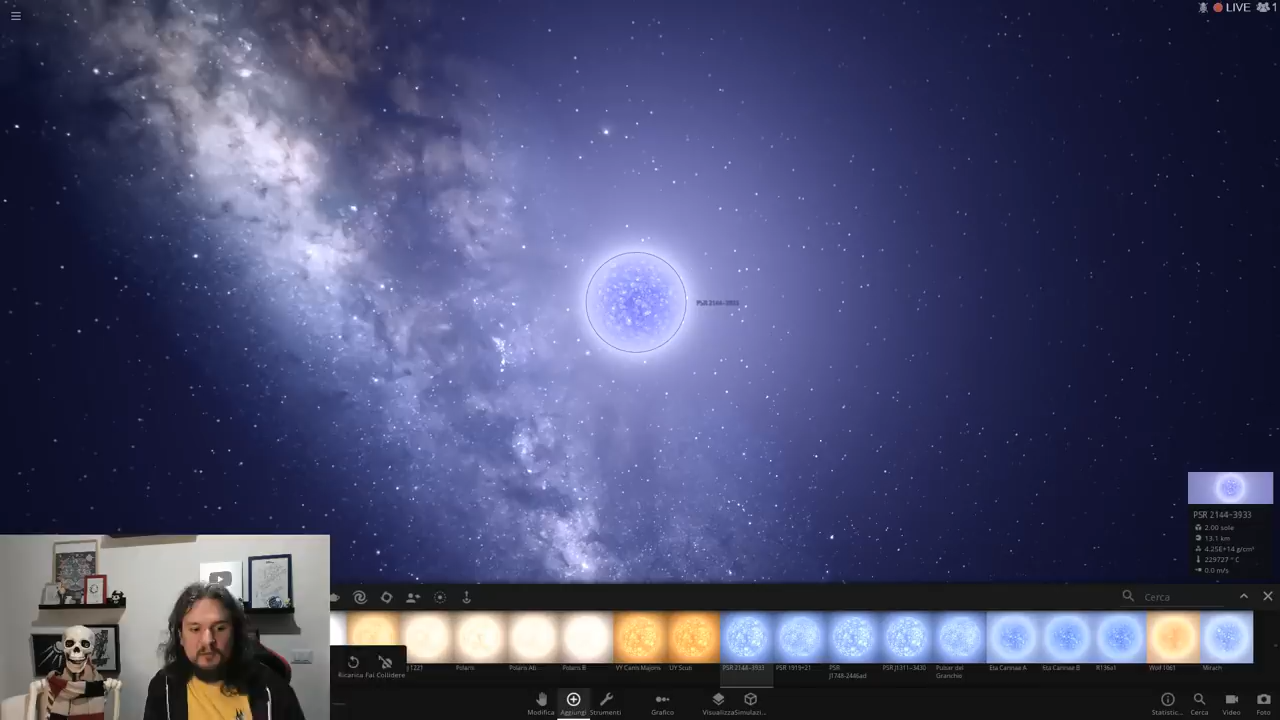 LIVE 1
PSR 2144-3933
PSR 2144-3933
2.00 sole
13.1 km
4.25E+14 g/cm³
229727 °C
0.0 m/s
Cerca
Polaris
Polaris Ab
Polaris B
VY Canis Majoris
UY Scuti
PSR 2144-3933
PSR 1919+21
PSR
J1748-2446ad
PSR J1311-3430
Pulsar del
Granchio
Eta Carinae A
Eta Carinae B
R136a1
Wolf 1061
Mirach
Ricarica
Fai Collidere
Modifica
Aggiungi
Strumenti
Grafico
Visualizza
Simulazi...
Statistic...
Cerca
Video
Foto